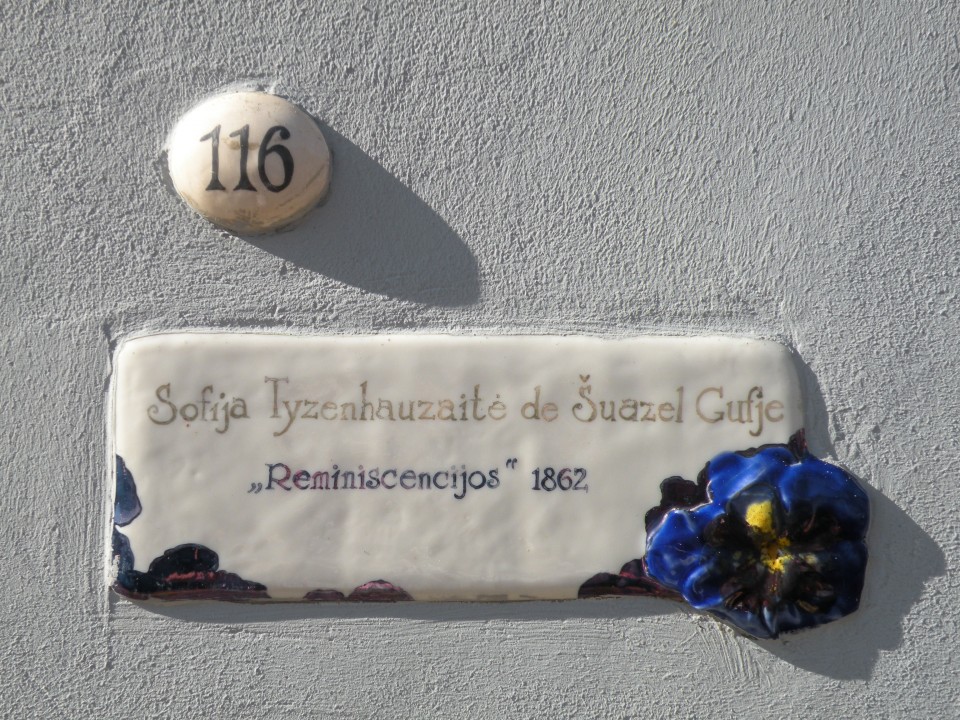 116
Sofija Tyzenhauzaitė de Šuazel Gufje
„Reminiscencijos” 1862